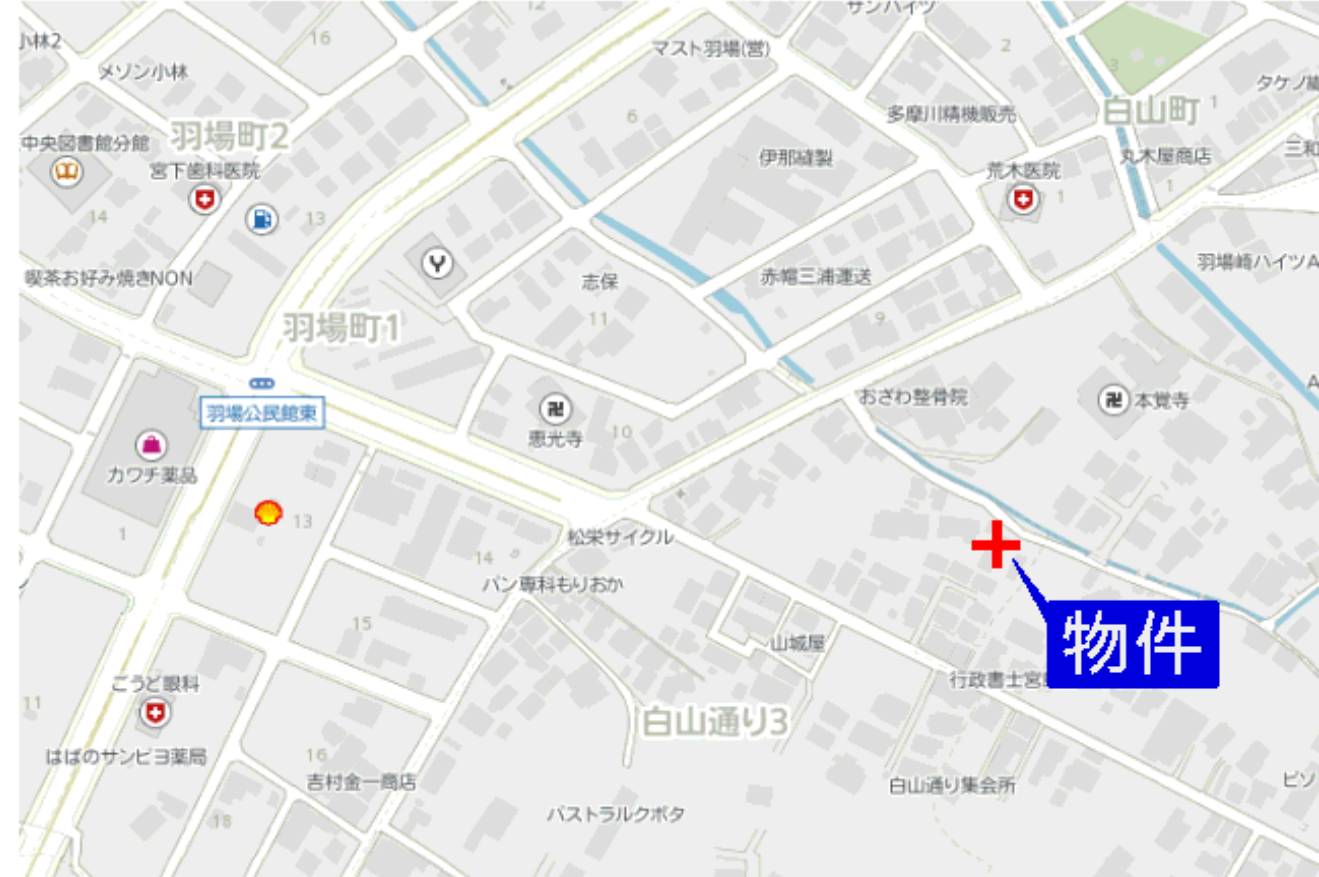 サンハイツ
12
小林2
16
マスト羽場(営)
2
3
メゾン小林
タケノ
6
多摩川精機販売
白山町
1
中央図書館分館
羽場町2
伊那縫製
丸木屋商店
三和
宮下歯科医院
荒木医院
1
1
14
13
喫茶お好み焼きNON
志保
赤帽三浦運送
羽場崎ハイツA
羽場町1
11
9
羽場公民館東
おざわ整骨院
本覚寺
A
恵光寺
10
カワチ薬品
1
13
松栄サイクル
14
パン専科もりおか
15
山城屋
物件
行政書士宮
ごうど眼科
11
白山通り3
はばのサンピヨ薬局
16
吉村金一商店
白山通り集会所
ビソ
パストラルクボタ
18